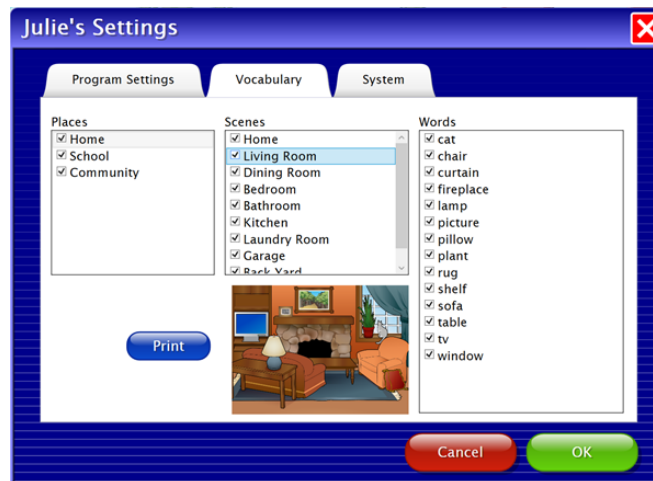 Julie's Settings
Program Settings
Vocabulary
System
Places
Home
School
Community
Scenes
Home
Living Room
Dining Room
Bedroom
Bathroom
Kitchen
Laundry Room
Garage
Back Yard
Words
cat
chair
curtain
fireplace
lamp
picture
pillow
plant
rug
shelf
sofa
table
tv
window
Print
Cancel
OK